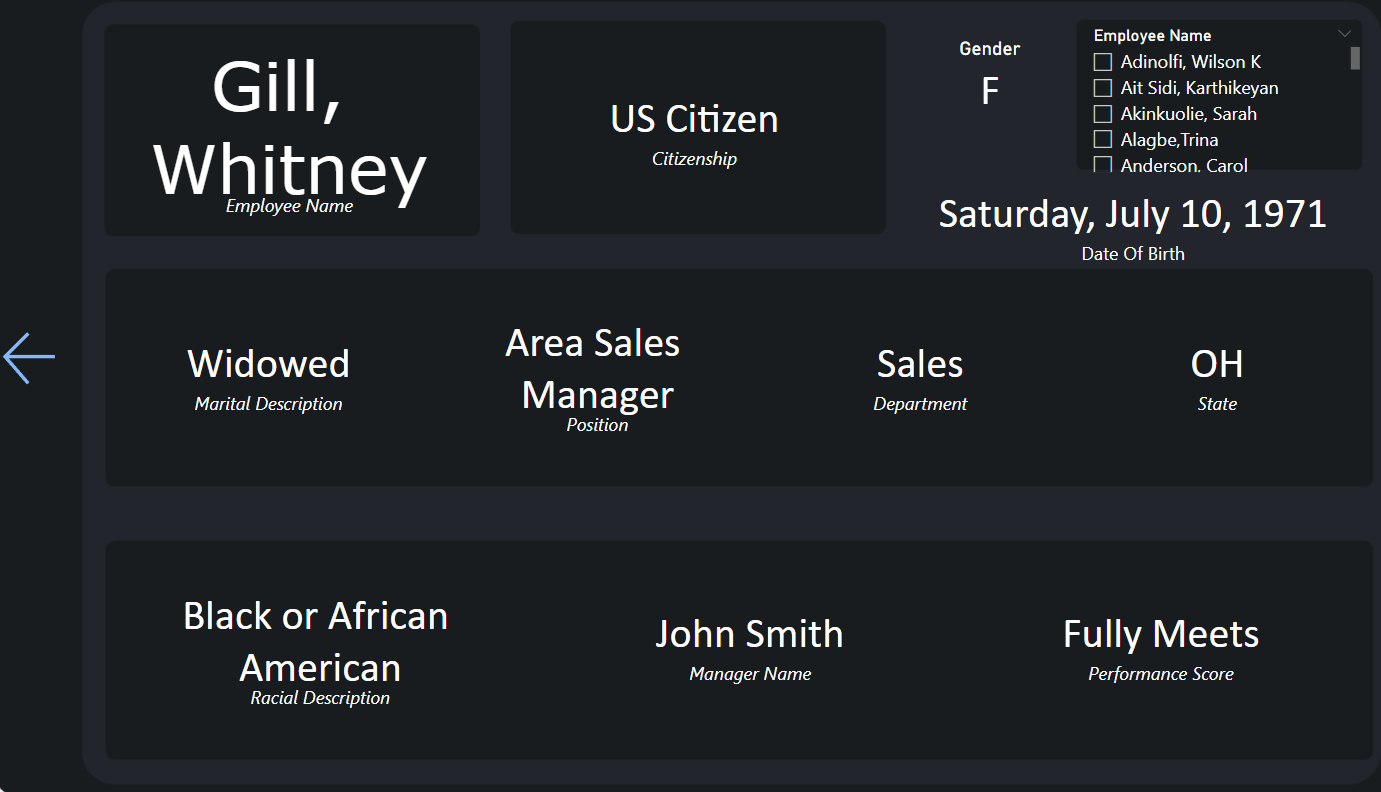 Gill,
Whitney
Employee Name
US Citizen
Citizenship
Gender
F
Employee Name
Adinolfi, Wilson K
Ait Sidi, Karthikeyan
Akinkuolie, Sarah
Alagbe,Trina
Anderson, Carol
Saturday, July 10, 1971
Date Of Birth
Widowed
Marital Description
Area Sales
Manager
Position
Sales
Department
OH
State
Black or African
American
Racial Description
John Smith
Manager Name
Fully Meets
Performance Score